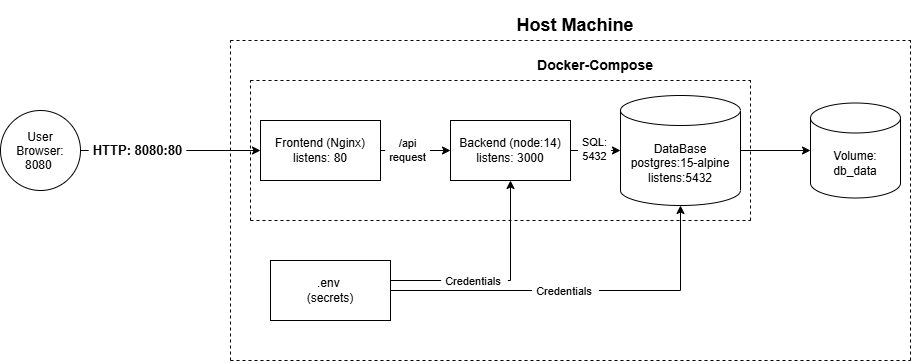 Host Machine
Docker-Compose
User
Browser:
8080
HTTP: 8080:80
Frontend (Nginx)
listens: 80
/api
request
Backend (node:14)
listens: 3000
SQL:
5432
DataBase
postgres:15-alpine
listens:5432
Volume:
db_data
.env
(secrets)
Credentials
Credentials